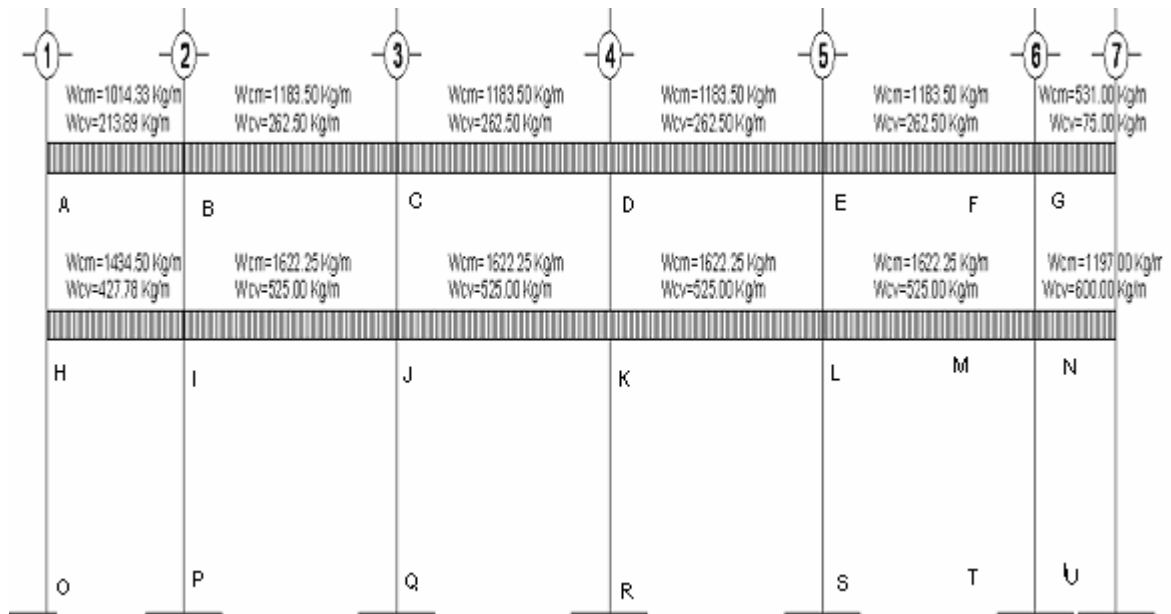 1 2 3 4 5 6 7
Wcm=1014.33 Kg/m Wcm=1183.50 Kg/m Wcm=1183.50 Kg/m Wcm=1183.50 Kg/m Wcm=1183.50 Kg/m Wcm=531.00 Kg/m
Wcv=213.89 Kg/m Wcv=262.50 Kg/m Wcv=262.50 Kg/m Wcv=262.50 Kg/m Wcv=262.50 Kg/m Wcv=75.00 Kg/m
A B C D E F G
Wcm=1434.50 Kg/m Wcm=1622.25 Kg/m Wcm=1622.25 Kg/m Wcm=1622.25 Kg/m Wcm=1622.25 Kg/m Wcm=1197.00 Kg/m
Wcv=427.78 Kg/m Wcv=525.00 Kg/m Wcv=525.00 Kg/m Wcv=525.00 Kg/m Wcv=525.00 Kg/m Wcv=600.00 Kg/m
H I J K L M N
O P Q R S T U